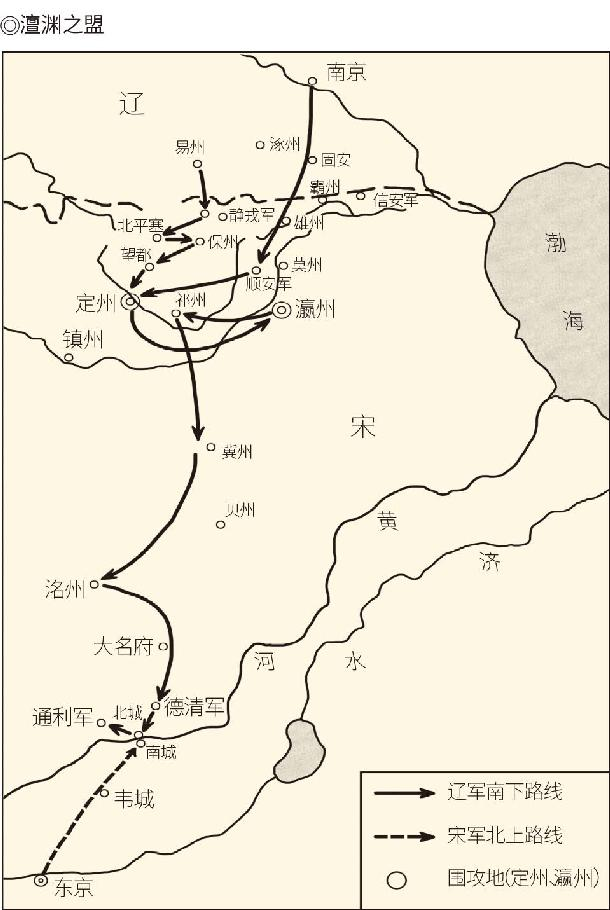 ◎澶渊之盟
南京
辽
易州
涿州
固安
霸州
信安军
静戎军
雄州
北平塞
保州
望都
莫州
顺安军
定州
祁州
瀛州
镇州
渤
海
宋
冀州
贝州
黄
河
济
水
洺州
大名府
德清军
通利军
北城
南城
韦城
东京
辽军南下路线
宋军北上路线
围攻地(定州、瀛州)